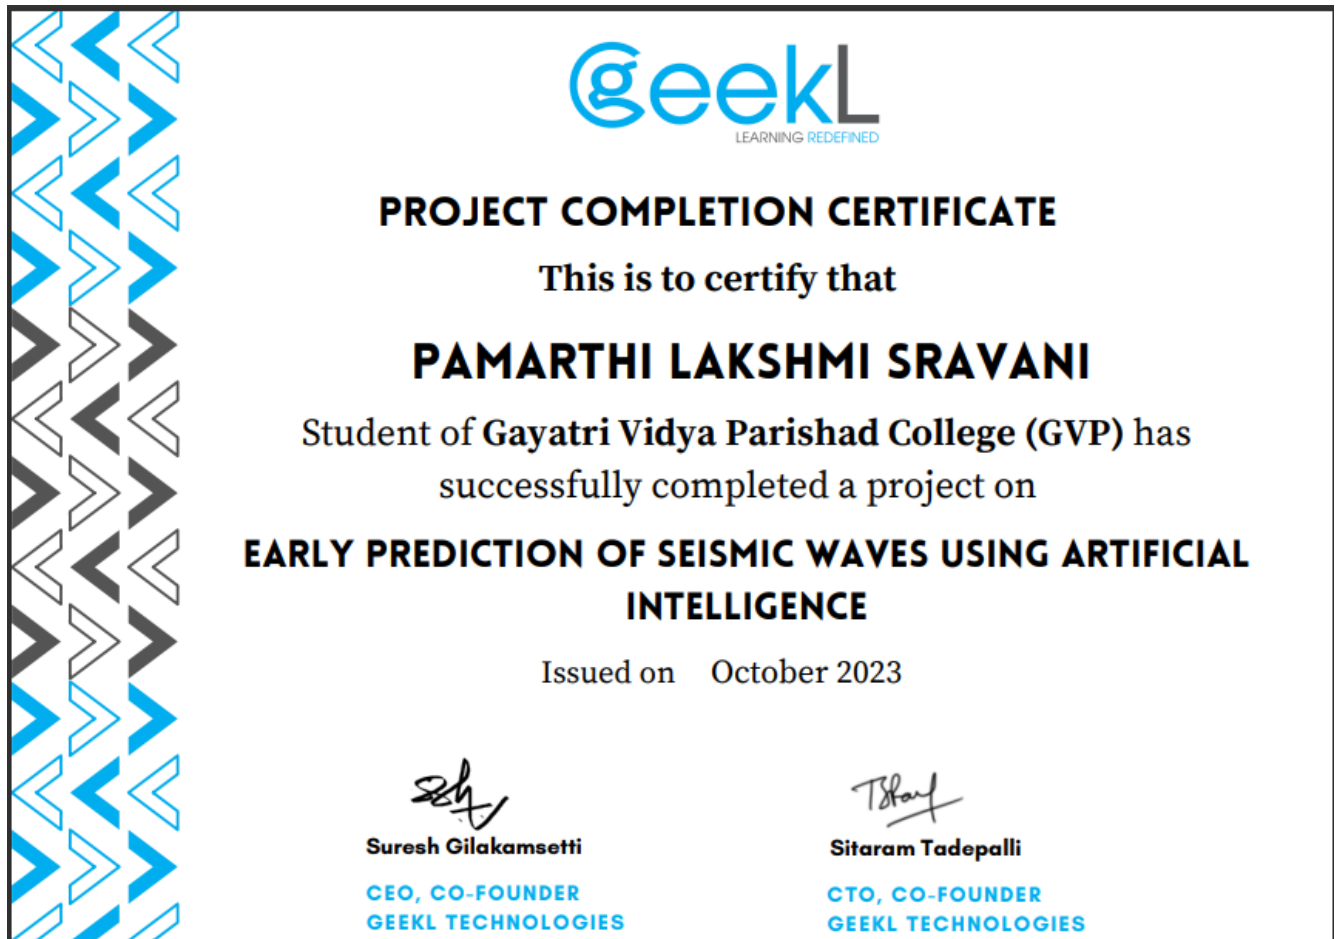 geekL
LEARNING REDEFINED
PROJECT COMPLETION CERTIFICATE
This is to certify that
PAMARTHI LAKSHMI SRAVANI
Student of Gayatri Vidya Parishad College (GVP) has
successfully completed a project on
EARLY PREDICTION OF SEISMIC WAVES USING ARTIFICIAL
INTELLIGENCE
Issued on October 2023
Suresh Gilakamsetti
CEO, CO-FOUNDER
GEEKL TECHNOLOGIES
Sitaram Tadepalli
CTO, CO-FOUNDER
GEEKL TECHNOLOGIES